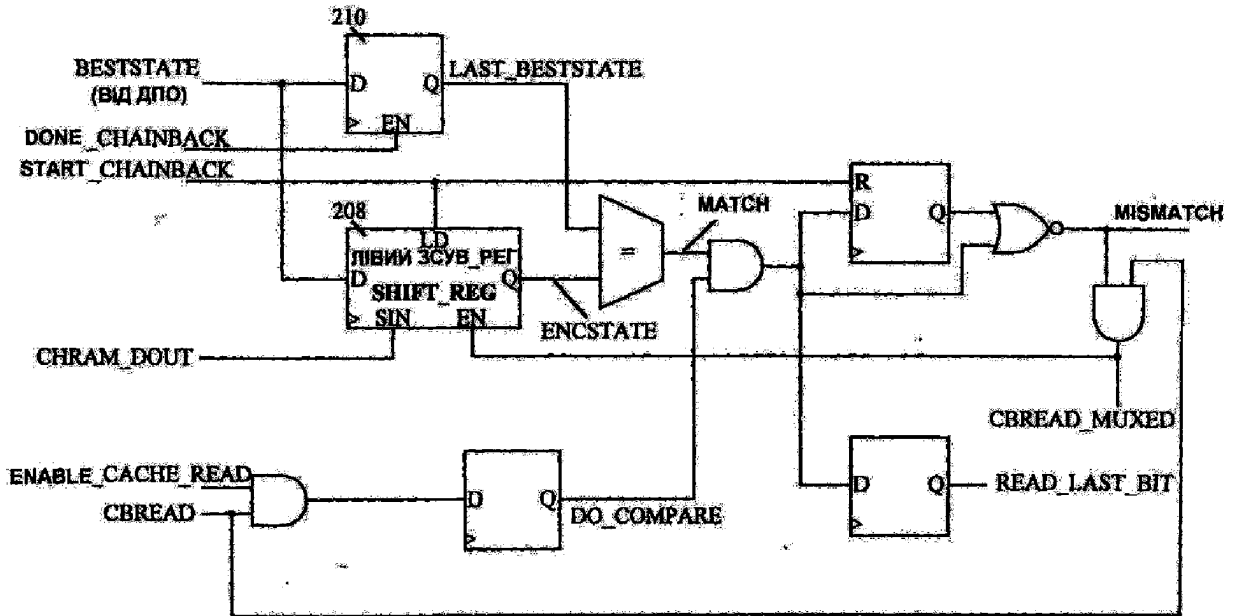 210
BESTSTATE
(ВІД ДПО)
D
Q
EN
LAST_BESTSTATE
DONE_CHAINBACK
START_CHAINBACK
208
LD
ЛІВИЙ ЗСУВ_РЕГ
D
Q
SHIFT_REG
SIN
EN
CHRAM_DOUT
=
MATCH
ENCSTATE
R
D
Q
MISMATCH
CBREAD_MUXED
ENABLE_CACHE_READ
CBREAD
D
Q
DO_COMPARE
D
Q
READ_LAST_BIT